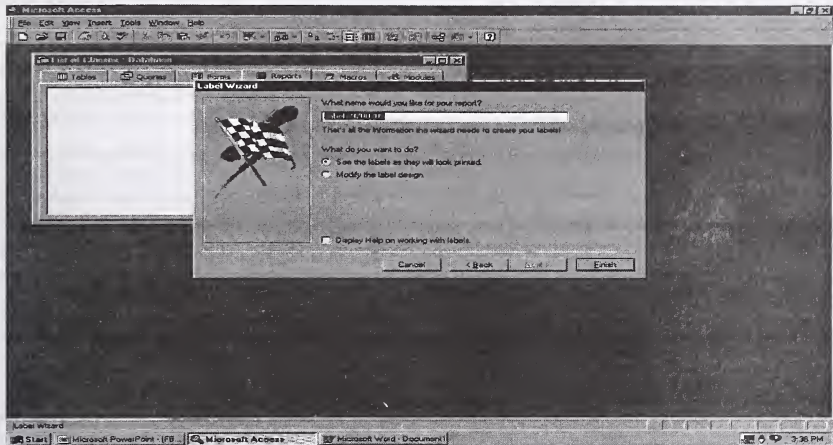 Microsoft Access
File Edit View Insert Tools Window Help
: Database
Tables Queries Forms Reports Macros Modules
Label Wizard
What name would you like for your report?
Labels
That's all the information the wizard needs to create your labels!
What do you want to do?
See the labels as they will look printed.
Modify the label design.
Display Help on working with labels.
Cancel < Back Next > Finish
Label Wizard
Start Microsoft PowerPoint - [FB... Microsoft Access Microsoft Word - Document1 3:36 PM